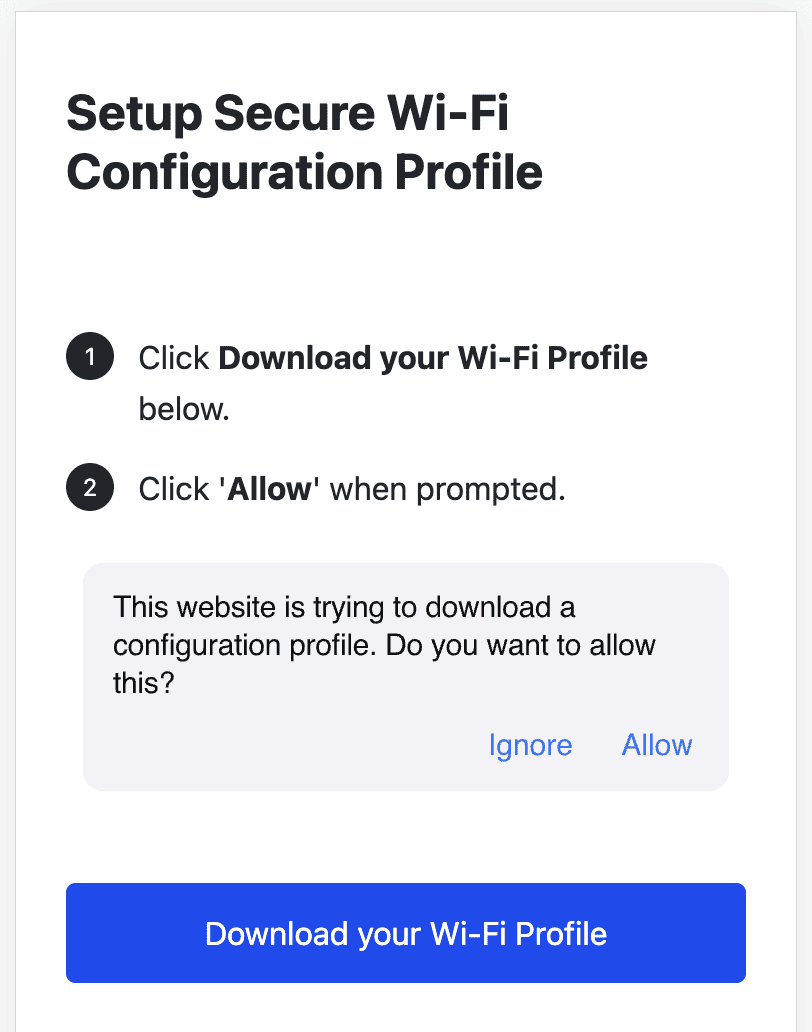 Setup Secure Wi-Fi
Configuration Profile
1 Click Download your Wi-Fi Profile
below.
2 Click 'Allow' when prompted.
This website is trying to download a
configuration profile. Do you want to allow
this?
Ignore Allow
Download your Wi-Fi Profile